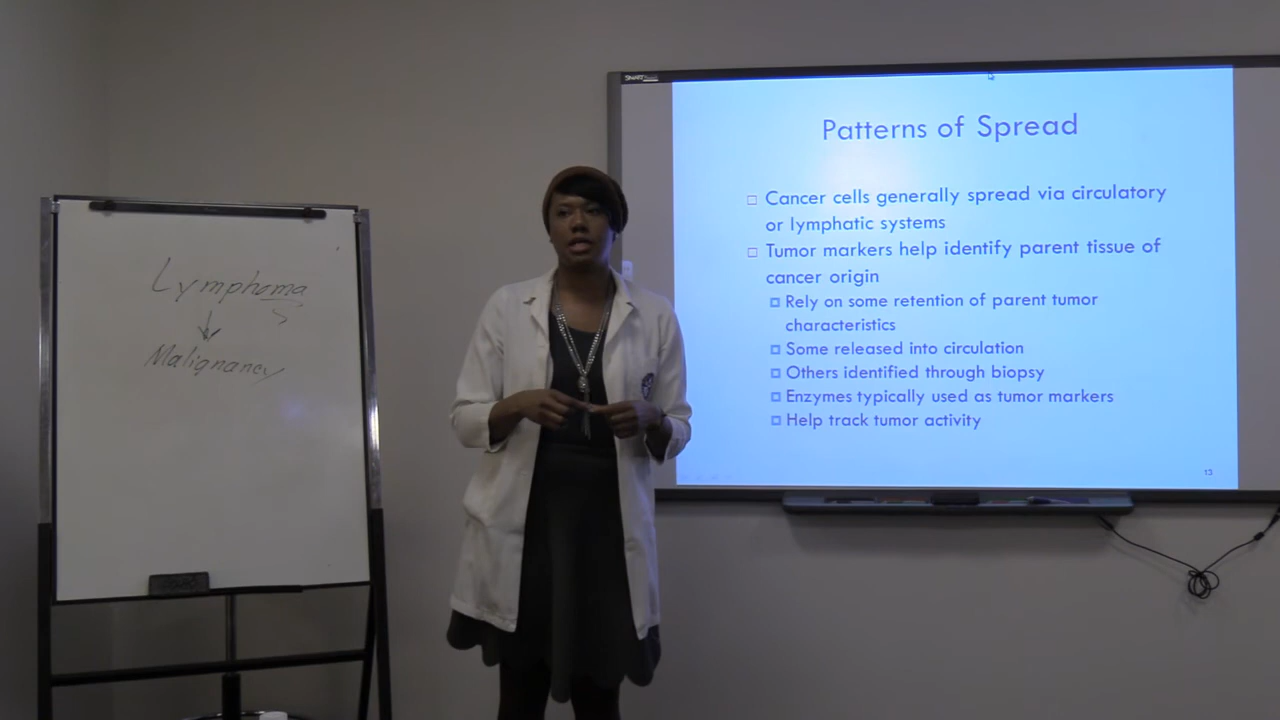 Lymphoma
Malignancy
SMART
Patterns of Spread
Cancer cells generally spread via circulatory
or lymphatic systems
Tumor markers help identify parent tissue of
cancer origin
Rely on some retention of parent tumor
characteristics
Some released into circulation
Others identified through biopsy
Enzymes typically used as tumor markers
Help track tumor activity
13